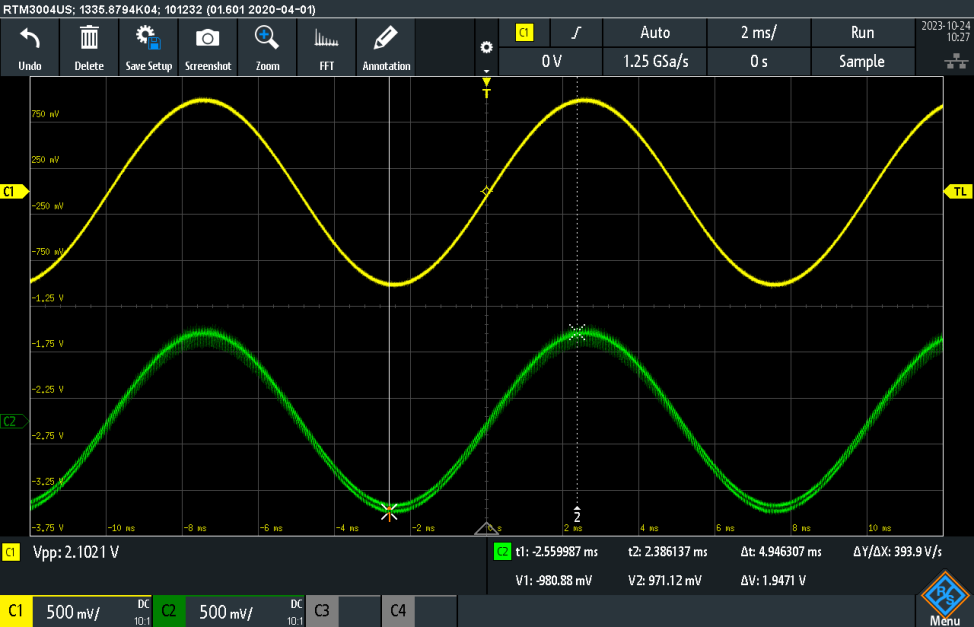 RTM3004US; 1335.8794K04; 101232 (01.601 2020-04-01)
Undo Delete Save Setup Screenshot Zoom FFT Annotation
C1 Auto 2 ms/ Run
0 V 1.25 GSa/s 0 s Sample
2023-10-24
10:27
T
750 mV
250 mV
C1
TL
-250 mV
-750 mV
-1.25 V
-1.75 V
-2.25 V
C2
-2.75 V
-3.25 V
2
-3.75 V -10 ms -8 ms -6 ms -4 ms -2 ms 0 s 2 ms 4 ms 6 ms 8 ms 10 ms
C1 Vpp: 2.1021 V
C2 t1: -2.559987 ms t2: 2.386137 ms Δt: 4.946307 ms ΔY/ΔX: 393.9 V/s
V1: -980.88 mV V2: 971.12 mV ΔV: 1.9471 V
C1 500 mV/ DC 10:1 C2 500 mV/ DC 10:1 C3 C4
R&S
Menu